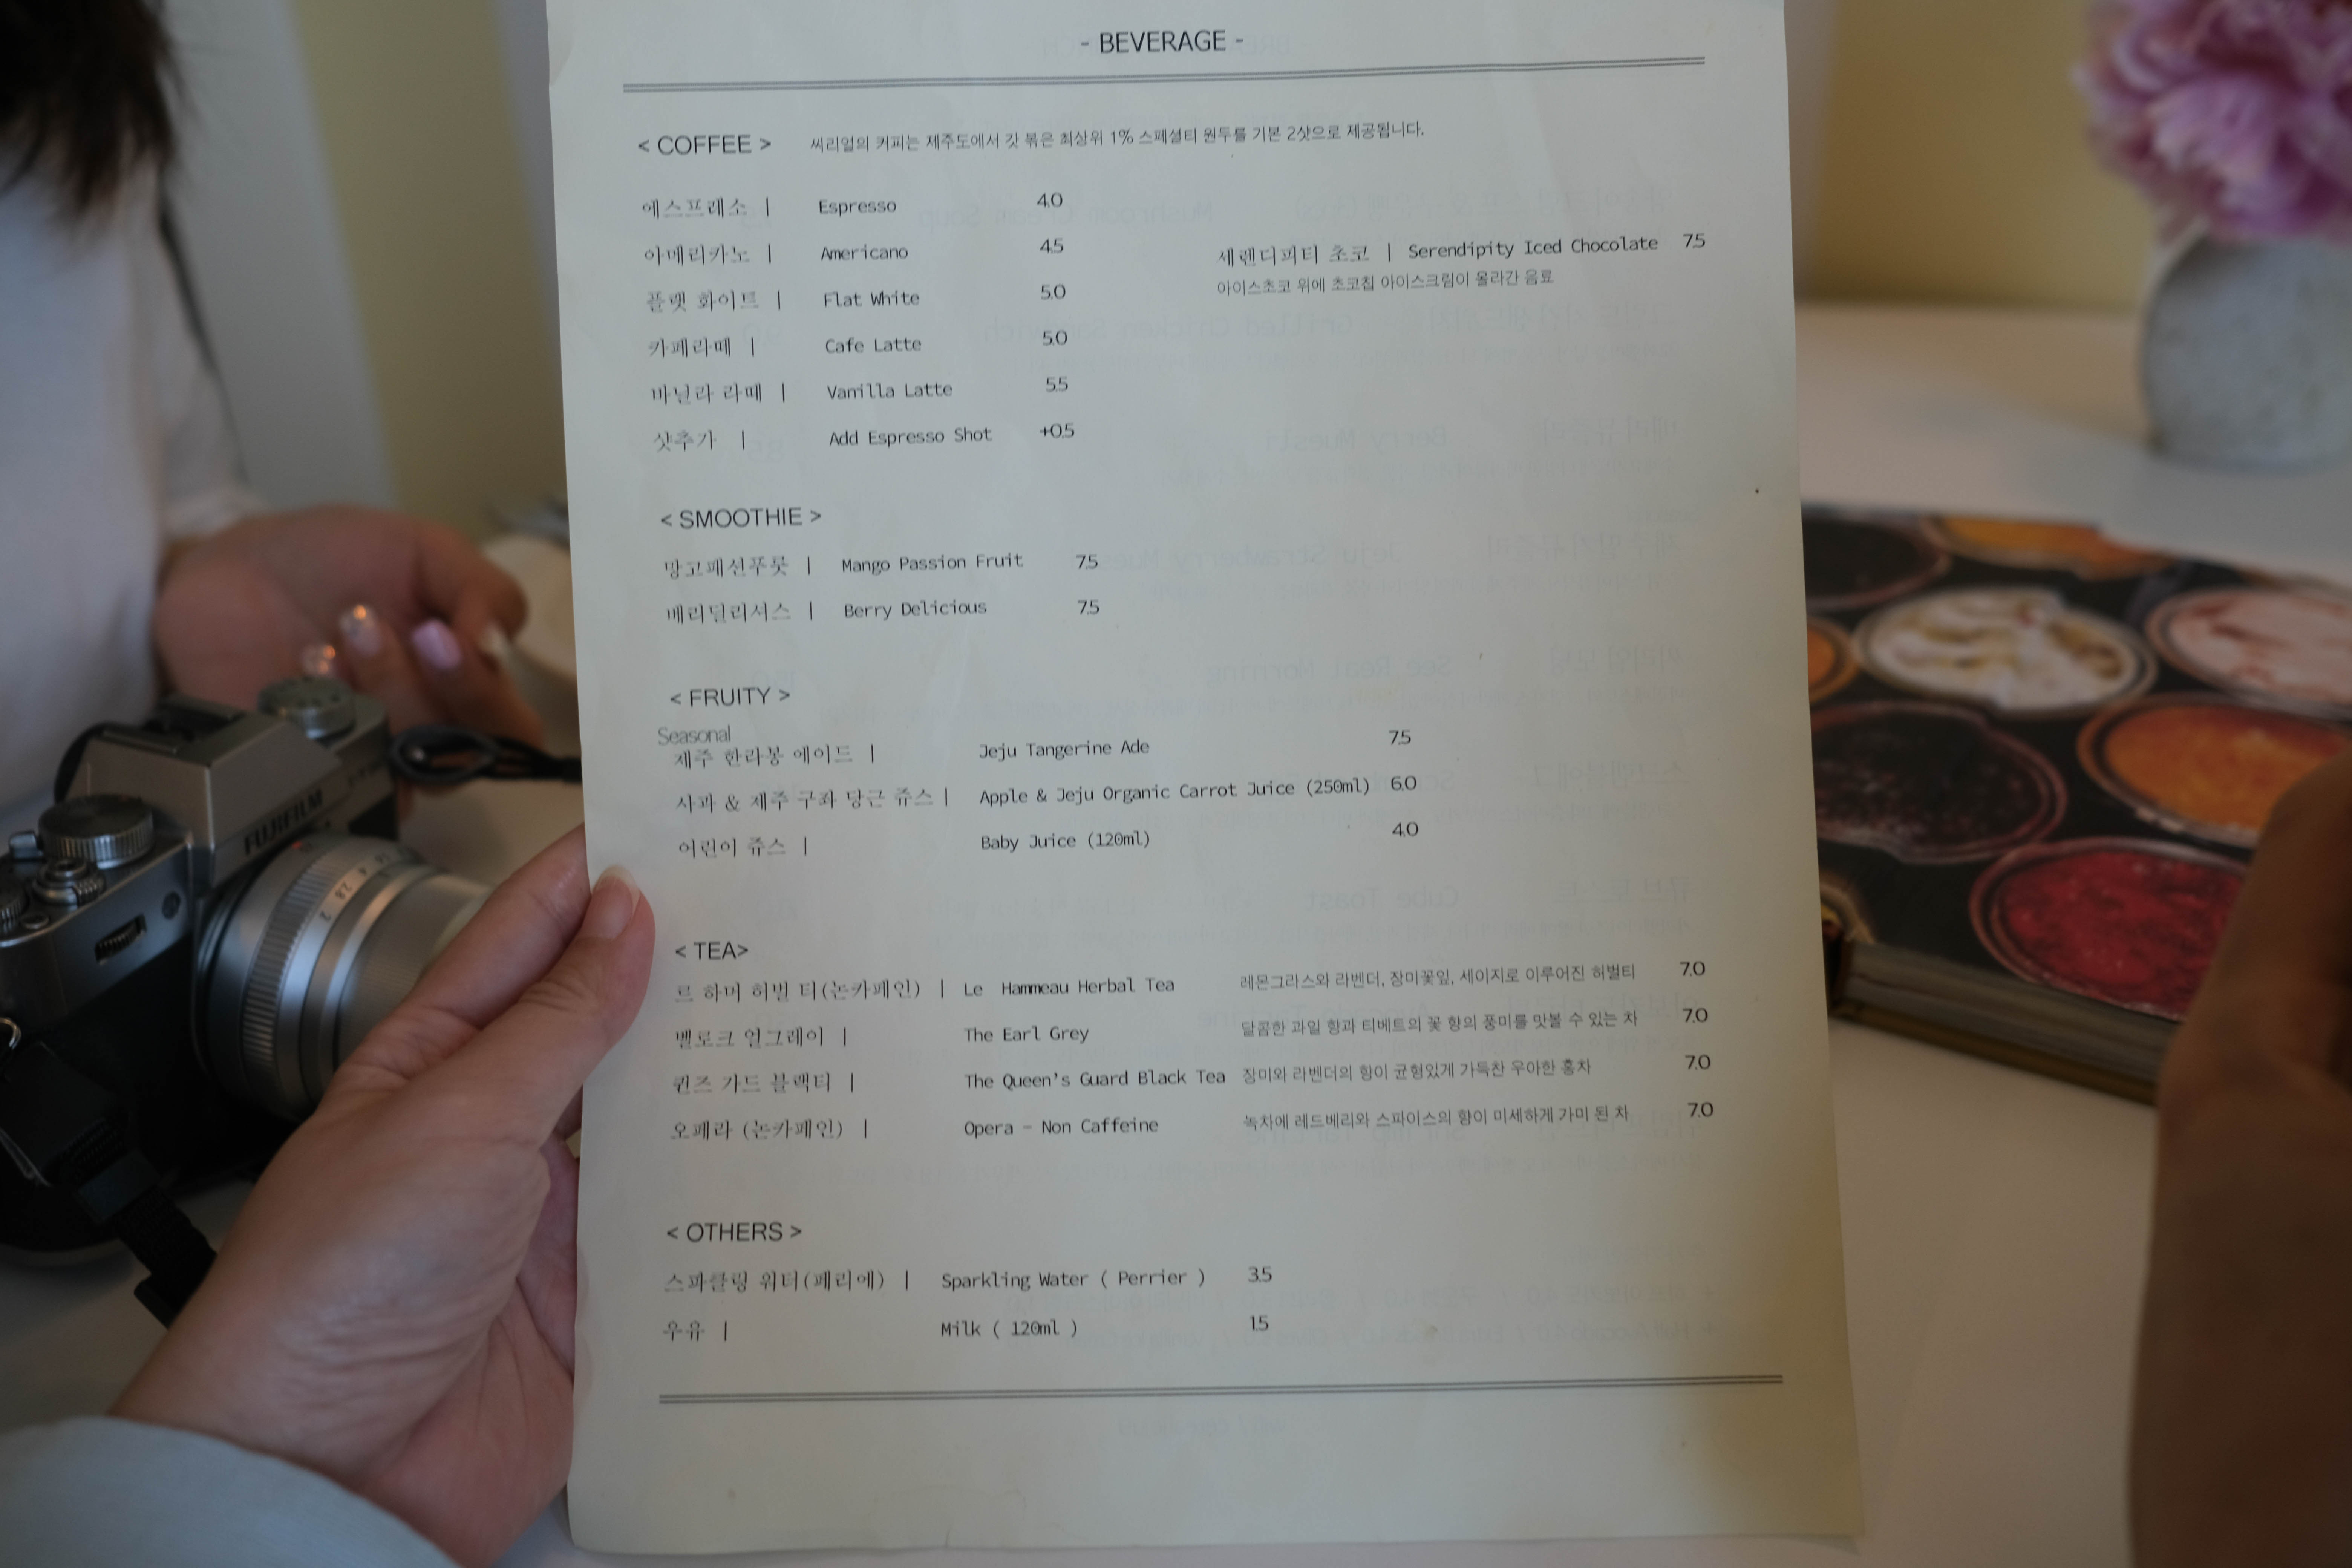 - BEVERAGE -
< COFFEE > 씨리얼의 커피는 제주도에서 갓 볶은 최상위 1% 스페셜티 원두를 기본 2샷으로 제공됩니다.
에스프레소 | Espresso 4.0
아메리카노 | Americano 4.5
세렌디피티 초코 | Serendipity Iced Chocolate 7.5
아이스초코 위에 초코칩 아이스크림이 올라간 음료
플랫 화이트 | Flat White 5.0
카페라떼 | Cafe Latte 5.0
바닐라 라떼 | Vanilla Latte 5.5
샷추가 | Add Espresso Shot +0.5
< SMOOTHIE >
망고패션푸룻 | Mango Passion Fruit 7.5
베리딜리셔스 | Berry Delicious 7.5
< FRUITY >
Seasonal
제주 한라봉 에이드 | Jeju Tangerine Ade 7.5
사과 & 제주 구좌 당근 쥬스 | Apple & Jeju Organic Carrot Juice (250ml) 6.0
어린이 쥬스 | Baby Juice (120ml) 4.0
< TEA>
르 하머 허벌 티(논카페인) | Le Hammeau Herbal Tea 레몬그라스와 라벤더, 장미꽃잎, 세이지로 이루어진 허벌티 7.0
벨로크 얼그레이 | The Earl Grey 달콤한 과일 향과 티베트의 꽃 향의 풍미를 맛볼 수 있는 차 7.0
퀸즈 가드 블랙티 | The Queen's Guard Black Tea 장미와 라벤더의 향이 균형있게 가득찬 우아한 홍차 7.0
오페라 (논카페인) | Opera - Non Caffeine 녹차에 레드베리와 스파이스의 향이 미세하게 가미 된 차 7.0
< OTHERS >
스파클링 워터(페리에) | Sparkling Water ( Perrier ) 3.5
우유 | Milk ( 120ml ) 1.5
FUJIFILM